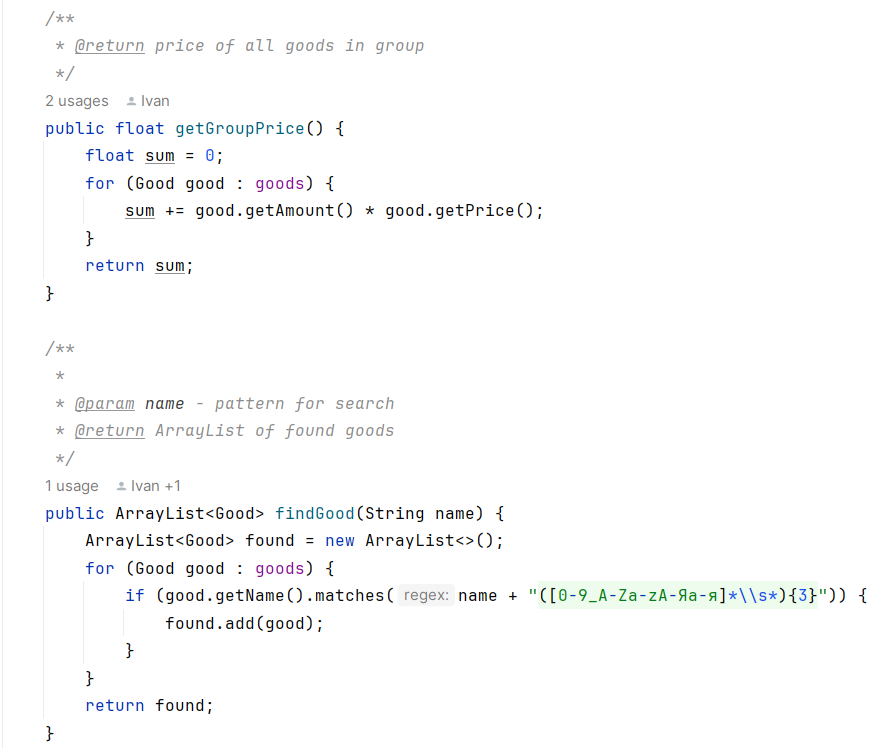 /**
 * @return price of all goods in group
 */
2 usages Ivan
public float getGroupPrice() {
    float sum = 0;
    for (Good good : goods) {
        sum += good.getAmount() * good.getPrice();
    }
    return sum;
}
/**
 *
 * @param name - pattern for search
 * @return ArrayList of found goods
 */
1 usage Ivan +1
public ArrayList<Good> findGood(String name) {
    ArrayList<Good> found = new ArrayList<>();
    for (Good good : goods) {
        if (good.getName().matches( regex: name + "([0-9_A-Za-zА-Яа-я]*\\s*){3}")) {
            found.add(good);
        }
    }
    return found;
}